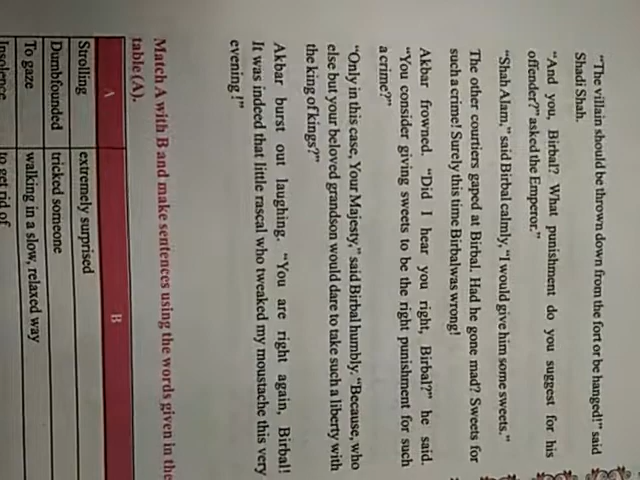 "The villain should be thrown down from the fort or be hanged!" said
Shadi Shah.
"And you, Birbal? What punishment do you suggest for his
offender?" asked the Emperor."
"Shah Alam," said Birbal calmly, "I would give him some sweets."
The other courtiers gaped at Birbal. Had he gone mad? Sweets for
such a crime! Surely this time Birbalwas wrong!
Akbar frowned. "Did I hear you right, Birbal?" he said.
"You consider giving sweets to be the right punishment for such
a crime?"
"Only in this case, Your Majesty," said Birbal humbly. "Because, who
else but your beloved grandson would dare to take such a liberty with
the king of kings?"
Akbar burst out laughing. "You are right again, Birbal!
It was indeed that little rascal who tweaked my moustache this very
evening!"
Match A with B and make sentences using the words given in the
table (A).
A B
Strolling extremely surprised
Dumbfounded tricked someone
To gaze walking in a slow, relaxed way
Insolence to get rid of